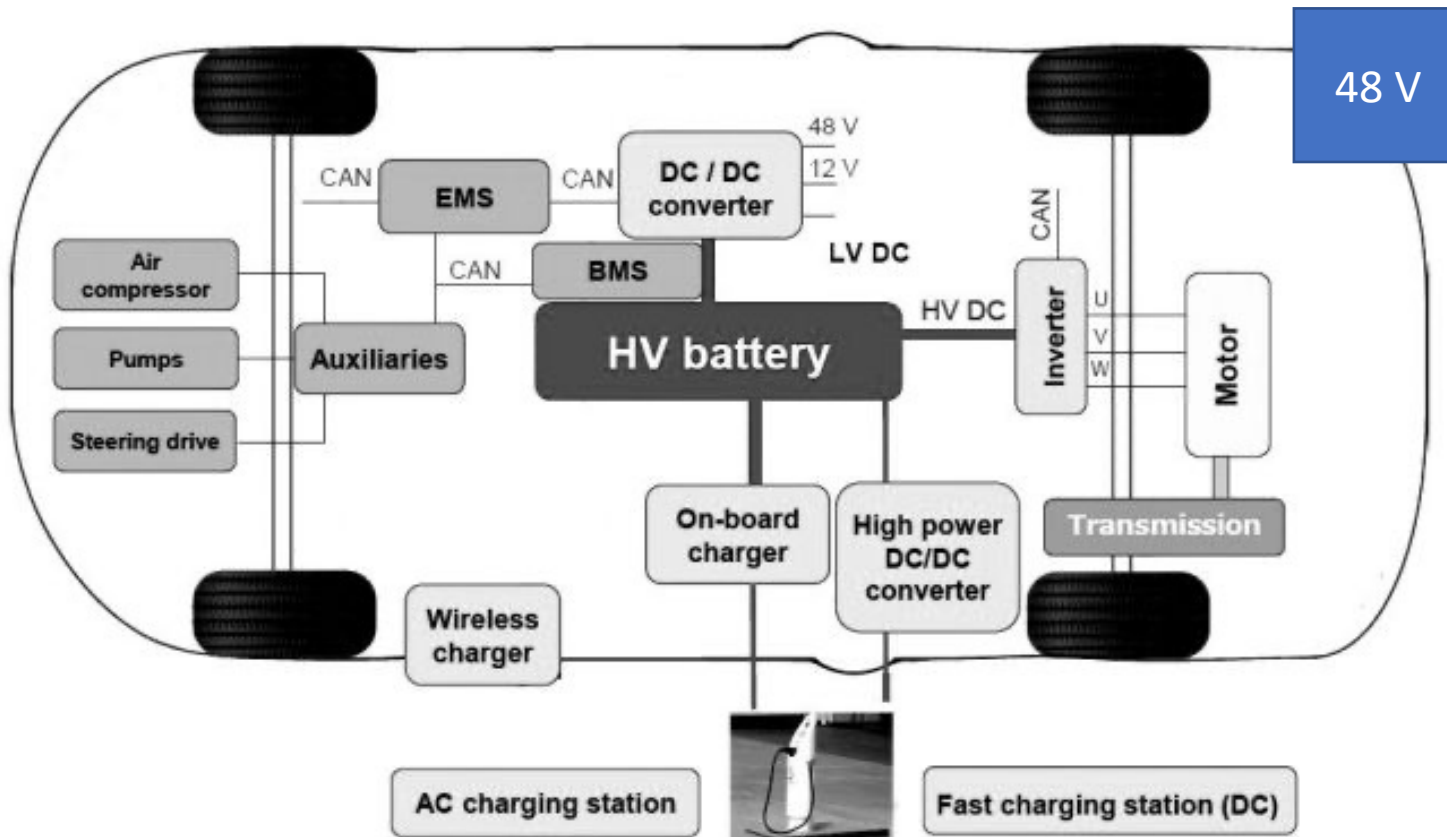 48 V
48 V
CAN
EMS
CAN
DC / DC
converter
12 V
CAN
LV DC
Air
compressor
CAN
BMS
HV DC
Inverter
U
V
W
Motor
Pumps
Auxiliaries
HV battery
Steering drive
On-board
charger
High power
DC/DC
converter
Transmission
Wireless
charger
AC charging station
Fast charging station (DC)